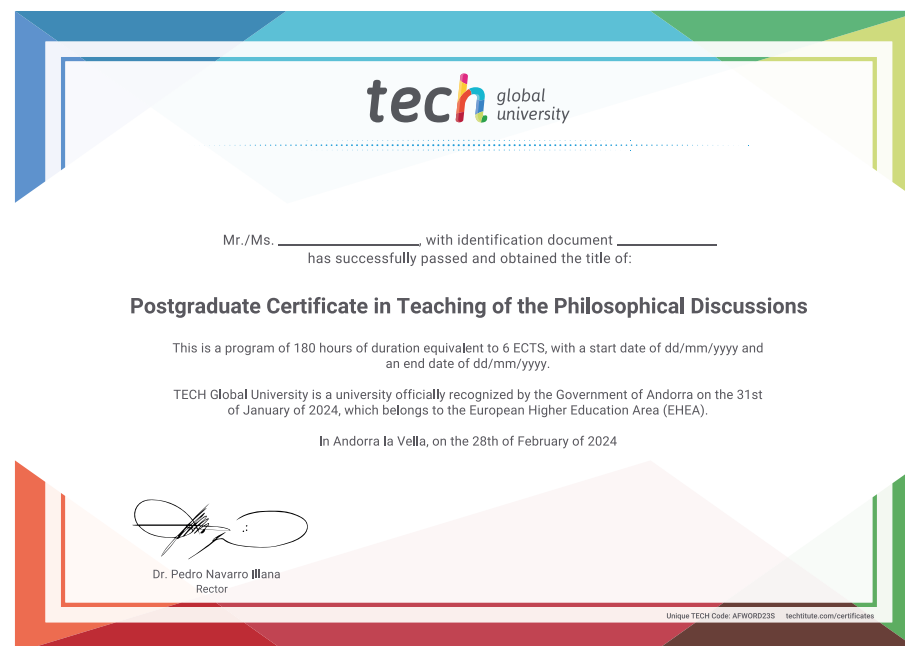 tech global
university
Mr./Ms. ________________, with identification document ____________
has successfully passed and obtained the title of:
Postgraduate Certificate in Teaching of the Philosophical Discussions
This is a program of 180 hours of duration equivalent to 6 ECTS, with a start date of dd/mm/yyyy and
an end date of dd/mm/yyyy.
TECH Global University is a university officially recognized by the Government of Andorra on the 31st
of January of 2024, which belongs to the European Higher Education Area (EHEA).
In Andorra la Vella, on the 28th of February of 2024
Dr. Pedro Navarro Illana
Rector
Unique TECH Code: AFWORD23S techtitute.com/certificates